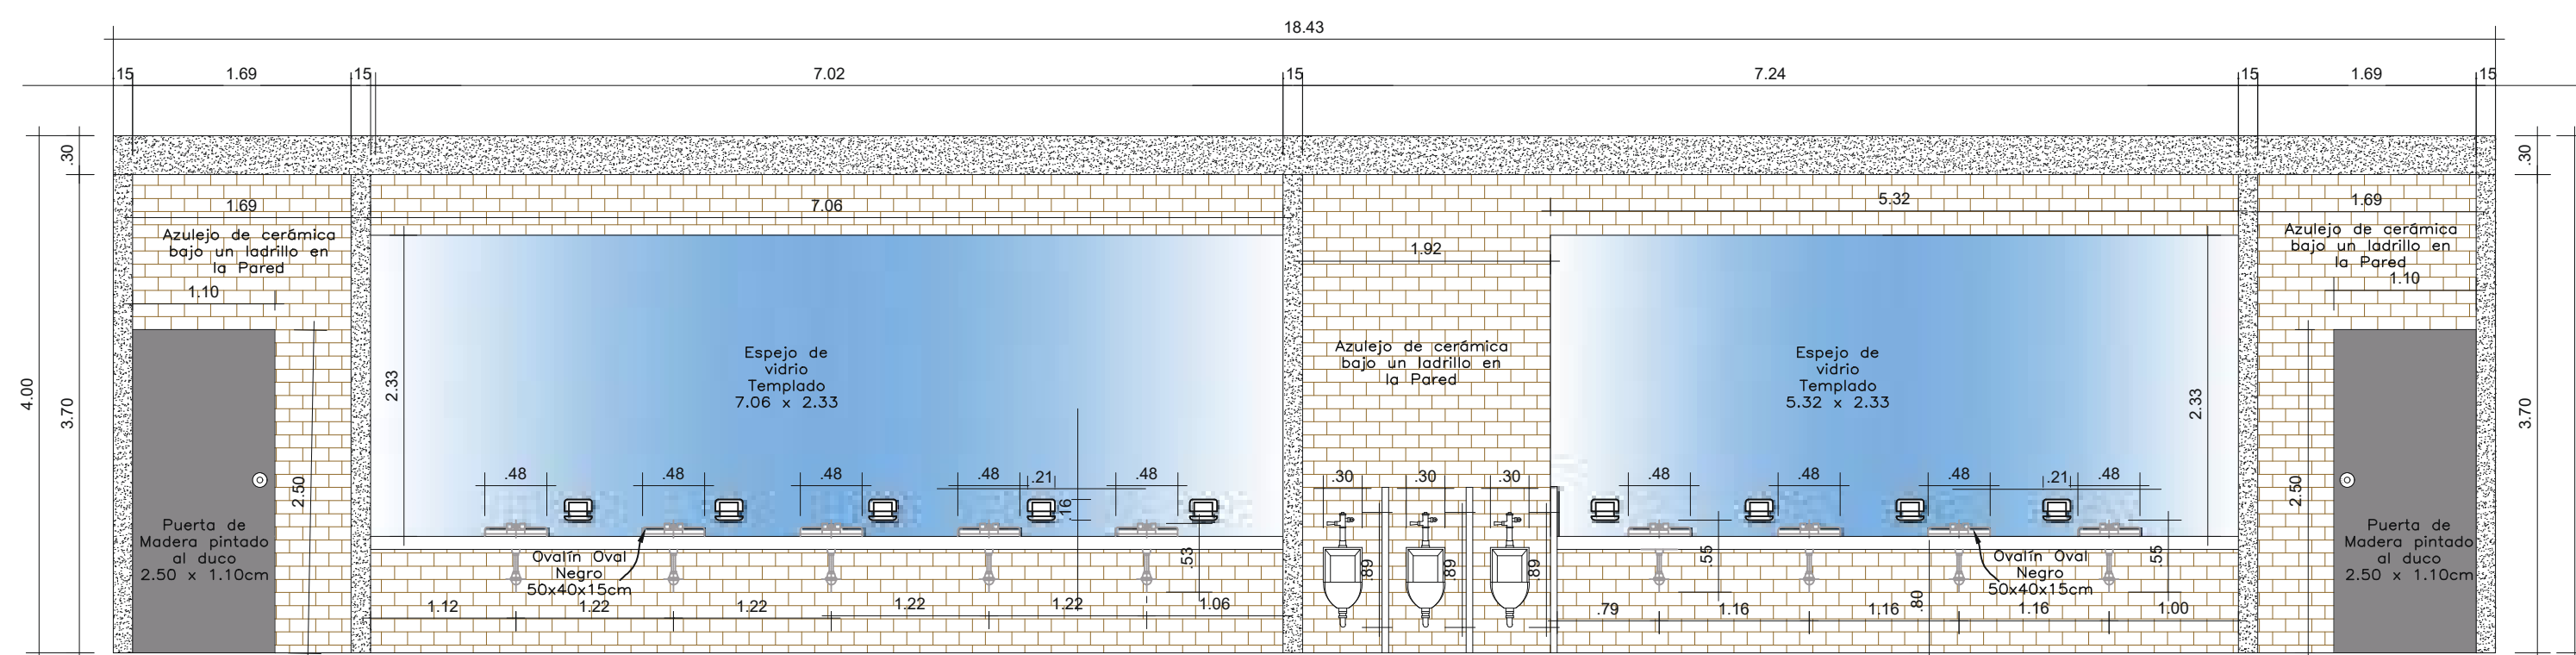 18.43
.15 1.69 .15 7.02 .15 7.24 .15 1.69 .15
.30
.30
1.69
7.06
5.32
1.69
Azulejo de cerámica
bajo un ladrillo en
la Pared
1.10
1.92
Azulejo de cerámica
bajo un ladrillo en
la Pared
1.10
4.00
3.70
2.33
Espejo de
vidrio
Templado
7.06 x 2.33
Azulejo de cerámica
bajo un ladrillo en
la Pared
Espejo de
vidrio
Templado
5.32 x 2.33
2.33
3.70
2.50
.48 .48 .48 .48 .21 .48
.16
.30 .30 .30
.48 .48 .48 .21 .48
2.50
Puerta de
Madera pintado
al duco
2.50 x 1.10cm
Ovalín Oval
Negro
50x40x15cm
.53
.89 .89 .89
.55
Ovalín Oval
Negro
50x40x15cm
.55
Puerta de
Madera pintado
al duco
2.50 x 1.10cm
1.12 1.22 1.22 1.22 1.22 1.06
.79 1.16 1.16 .80 1.16 1.00